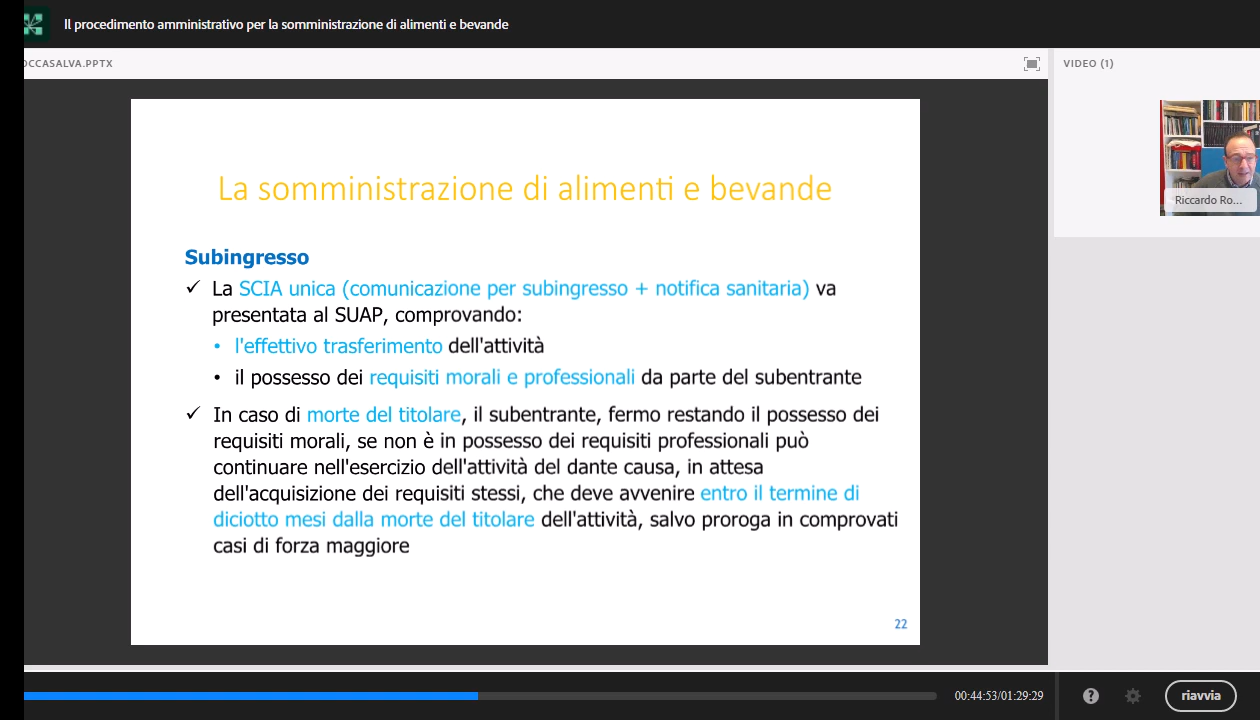 Il procedimento amministrativo per la somministrazione di alimenti e bevande
OCCASALVA.PPTX
VIDEO (1)
La somministrazione di alimenti e bevande
Riccardo Ro...
Subingresso
✓ La SCIA unica (comunicazione per subingresso + notifica sanitaria) va
presentata al SUAP, comprovando:
• l'effettivo trasferimento dell'attività
• il possesso dei requisiti morali e professionali da parte del subentrante
✓ In caso di morte del titolare, il subentrante, fermo restando il possesso dei
requisiti morali, se non è in possesso dei requisiti professionali può
continuare nell'esercizio dell'attività del dante causa, in attesa
dell'acquisizione dei requisiti stessi, che deve avvenire entro il termine di
diciotto mesi dalla morte del titolare dell'attività, salvo proroga in comprovati
casi di forza maggiore
22
00:44:53/01:29:29
?
riavvia